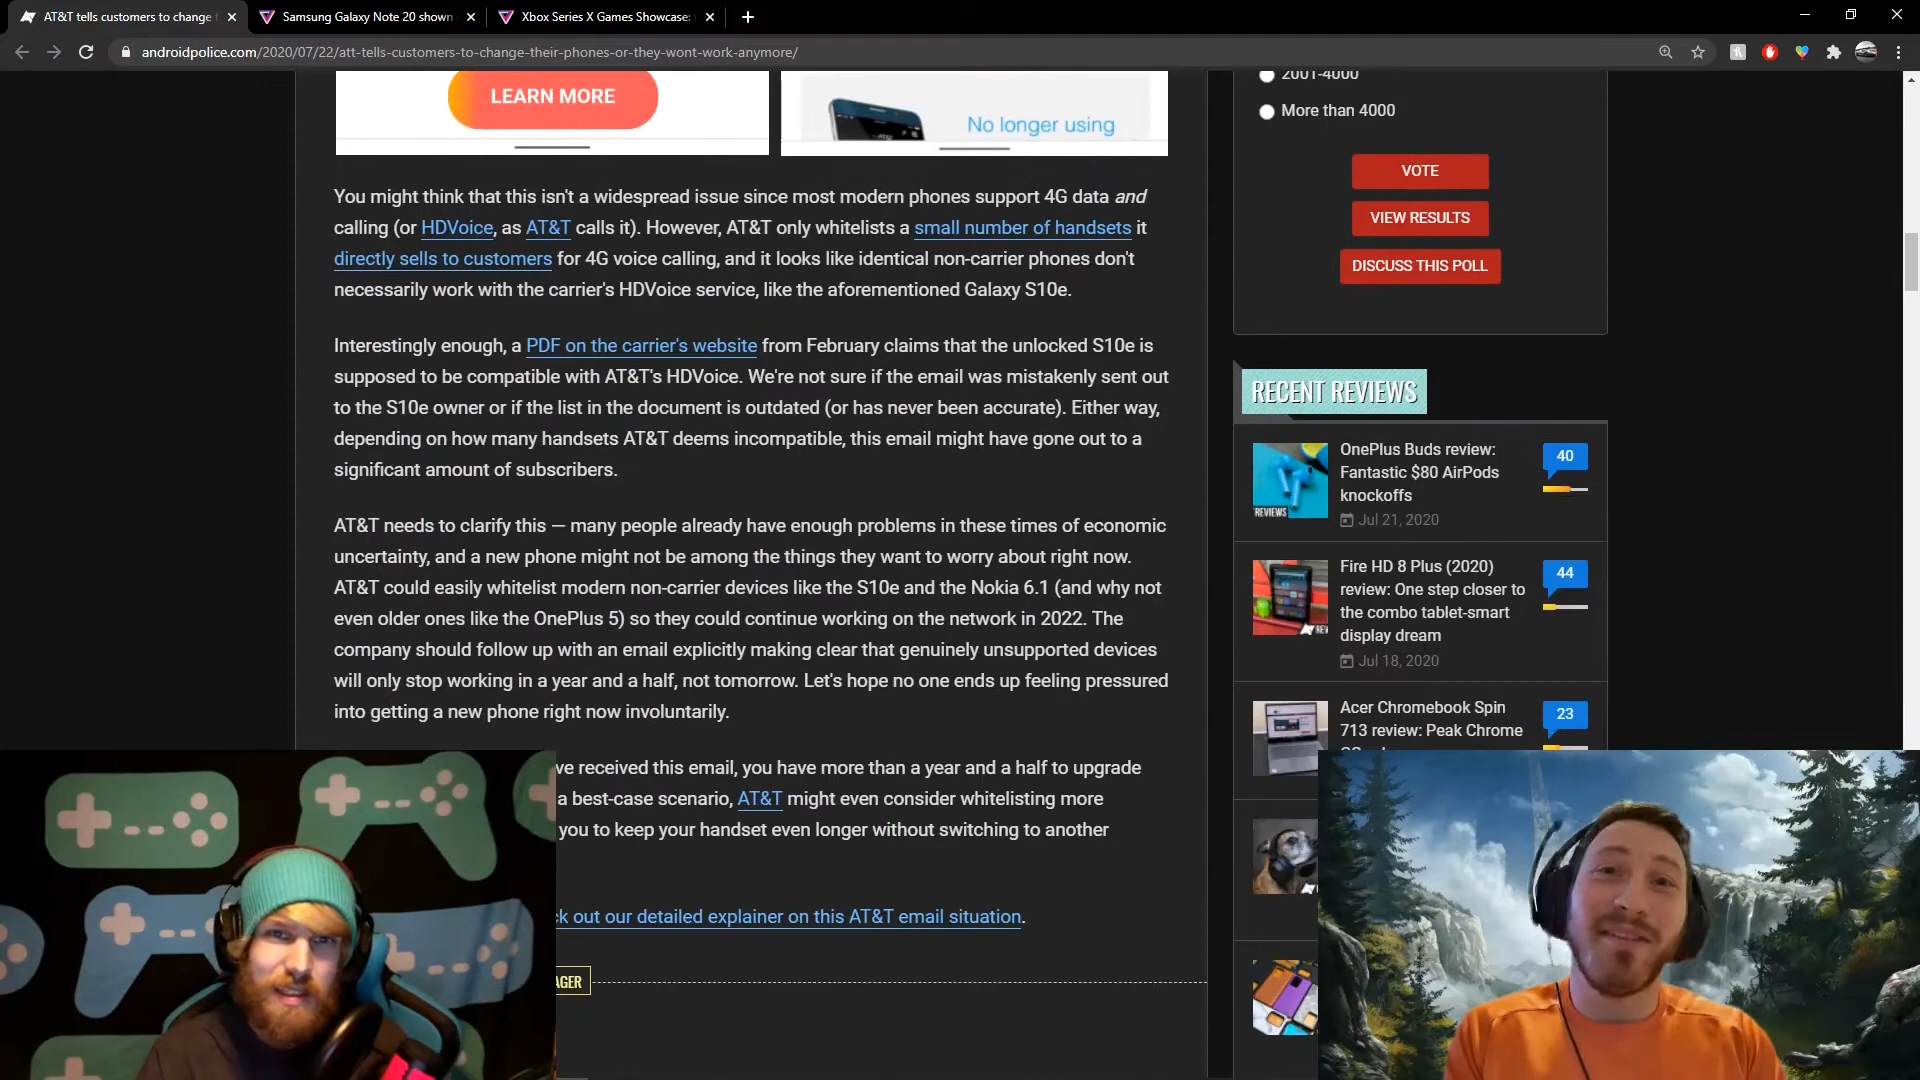 AT&T tells customers to change
Samsung Galaxy Note 20 shown
Xbox Series X Games Showcase:
androidpolice.com/2020/07/22/att-tells-customers-to-change-their-phones-or-they-wont-work-anymore/
LEARN MORE
No longer using
You might think that this isn't a widespread issue since most modern phones support 4G data and
calling (or HDVoice, as AT&T calls it). However, AT&T only whitelists a small number of handsets it
directly sells to customers for 4G voice calling, and it looks like identical non-carrier phones don't
necessarily work with the carrier's HDVoice service, like the aforementioned Galaxy S10e.
Interestingly enough, a PDF on the carrier's website from February claims that the unlocked S10e is
supposed to be compatible with AT&T's HDVoice. We're not sure if the email was mistakenly sent out
to the S10e owner or if the list in the document is outdated (or has never been accurate). Either way,
depending on how many handsets AT&T deems incompatible, this email might have gone out to a
significant amount of subscribers.
AT&T needs to clarify this — many people already have enough problems in these times of economic
uncertainty, and a new phone might not be among the things they want to worry about right now.
AT&T could easily whitelist modern non-carrier devices like the S10e and the Nokia 6.1 (and why not
even older ones like the OnePlus 5) so they could continue working on the network in 2022. The
company should follow up with an email explicitly making clear that genuinely unsupported devices
will only stop working in a year and a half, not tomorrow. Let's hope no one ends up feeling pressured
into getting a new phone right now involuntarily.
ve received this email, you have more than a year and a half to upgrade
a best-case scenario, AT&T might even consider whitelisting more
you to keep your handset even longer without switching to another
ck out our detailed explainer on this AT&T email situation.
AGER
2001-4000
More than 4000
VOTE
VIEW RESULTS
DISCUSS THIS POLL
RECENT REVIEWS
OnePlus Buds review:
Fantastic $80 AirPods
knockoffs
Jul 21, 2020
40
REVIEWS
Fire HD 8 Plus (2020)
review: One step closer to
the combo tablet-smart
display dream
Jul 18, 2020
44
Acer Chromebook Spin
713 review: Peak Chrome
23